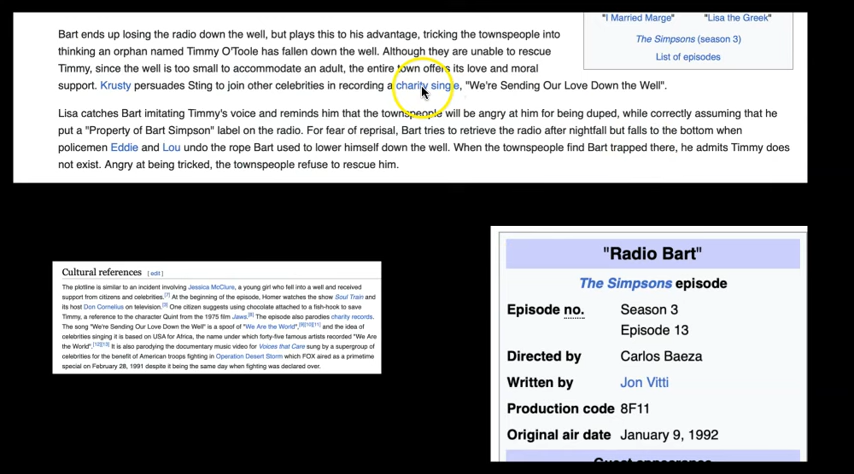 "I Married Marge" "Lisa the Greek"
The Simpsons (season 3)
List of episodes
Bart ends up losing the radio down the well, but plays this to his advantage, tricking the townspeople into
thinking an orphan named Timmy O'Toole has fallen down the well. Although they are unable to rescue
Timmy, since the well is too small to accommodate an adult, the entire town offers its love and moral
support. Krusty persuades Sting to join other celebrities in recording a charity single, "We're Sending Our Love Down the Well".
Lisa catches Bart imitating Timmy's voice and reminds him that the townspeople will be angry at him for being duped, while correctly assuming that he
put a "Property of Bart Simpson" label on the radio. For fear of reprisal, Bart tries to retrieve the radio after nightfall but falls to the bottom when
policemen Eddie and Lou undo the rope Bart used to lower himself down the well. When the townspeople find Bart trapped there, he admits Timmy does
not exist. Angry at being tricked, the townspeople refuse to rescue him.
Cultural references [ edit ]
The plotline is similar to an incident involving Jessica McClure, a young girl who fell into a well and received
support from citizens and celebrities.[7] At the beginning of the episode, Homer watches the show Soul Train and
its host Don Cornelius on television. One citizen suggests using chocolate attached to a fish-hook to save
Timmy, a reference to the character Quint from the 1975 film Jaws. The episode also parodies charity records.
The song "We're Sending Our Love Down the Well" is a spoof of "We Are the World",[9][10][11] and the idea of
celebrities singing it is based on USA for Africa, the name under which forty-five famous artists recorded "We Are
the World".[12][13] It is also parodying the documentary music video for Voices that Care sung by a supergroup of
celebrities for the benefit of American troops fighting in Operation Desert Storm which FOX aired as a primetime
special on February 28, 1991 despite it being the same day when fighting was declared over.
"Radio Bart"
The Simpsons episode
Episode no. Season 3
Episode 13
Directed by Carlos Baeza
Written by Jon Vitti
Production code 8F11
Original air date January 9, 1992
Guest appearance